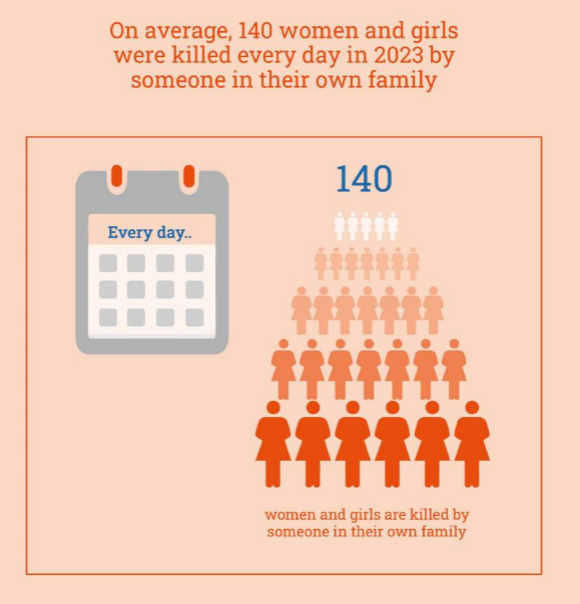 On average, 140 women and girls
were killed every day in 2023 by
someone in their own family
Every day..
140
women and girls are killed by
someone in their own family